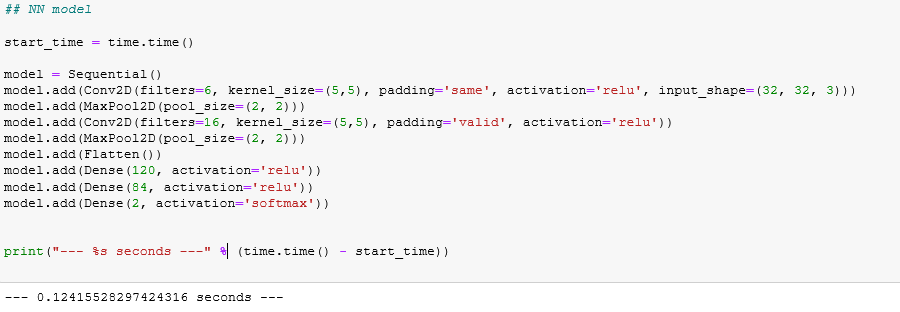 ## NN model
start_time = time.time()
model = Sequential()
model.add(Conv2D(filters=6, kernel_size=(5,5), padding='same', activation='relu', input_shape=(32, 32, 3)))
model.add(MaxPool2D(pool_size=(2, 2)))
model.add(Conv2D(filters=16, kernel_size=(5,5), padding='valid', activation='relu'))
model.add(MaxPool2D(pool_size=(2, 2)))
model.add(Flatten())
model.add(Dense(120, activation='relu'))
model.add(Dense(84, activation='relu'))
model.add(Dense(2, activation='softmax'))
print("--- %s seconds ---" % (time.time() - start_time))
--- 0.12415528297424316 seconds ---